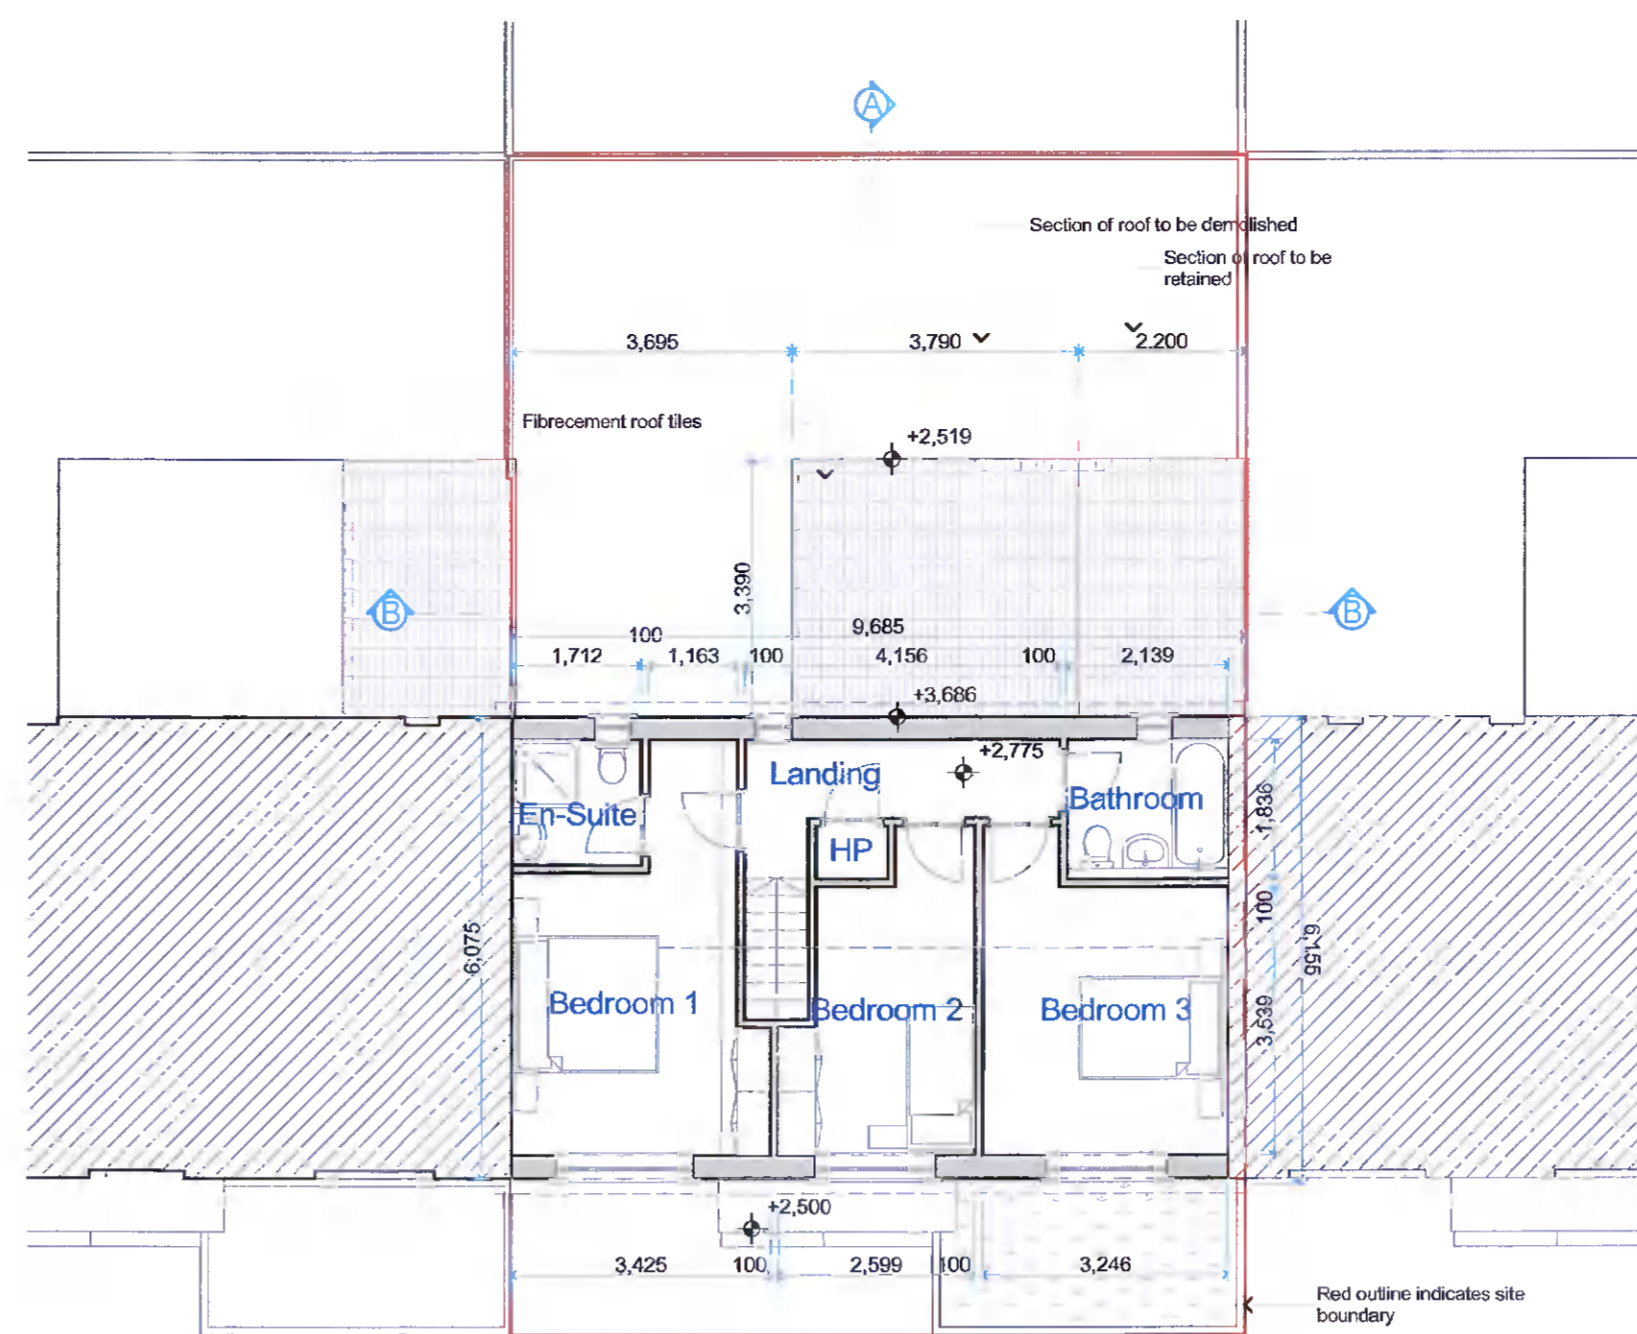 A
Section of roof to be demolished
Section of roof to be
retained
3,695
3,790
2.200
Fibrecement roof tiles
+2,519
3,390
B
B
9,685
100
1,712
1,163
100
4,156
100
2,139
+3,686
+2,775
Landing
Bathroom
En-Suite
HP
1,836
100
6,075
6,155
3,539
Bedroom 1
Bedroom 2
Bedroom 3
+2,500
3,425
100
2,599
100
3,246
Red outline indicates site
boundary